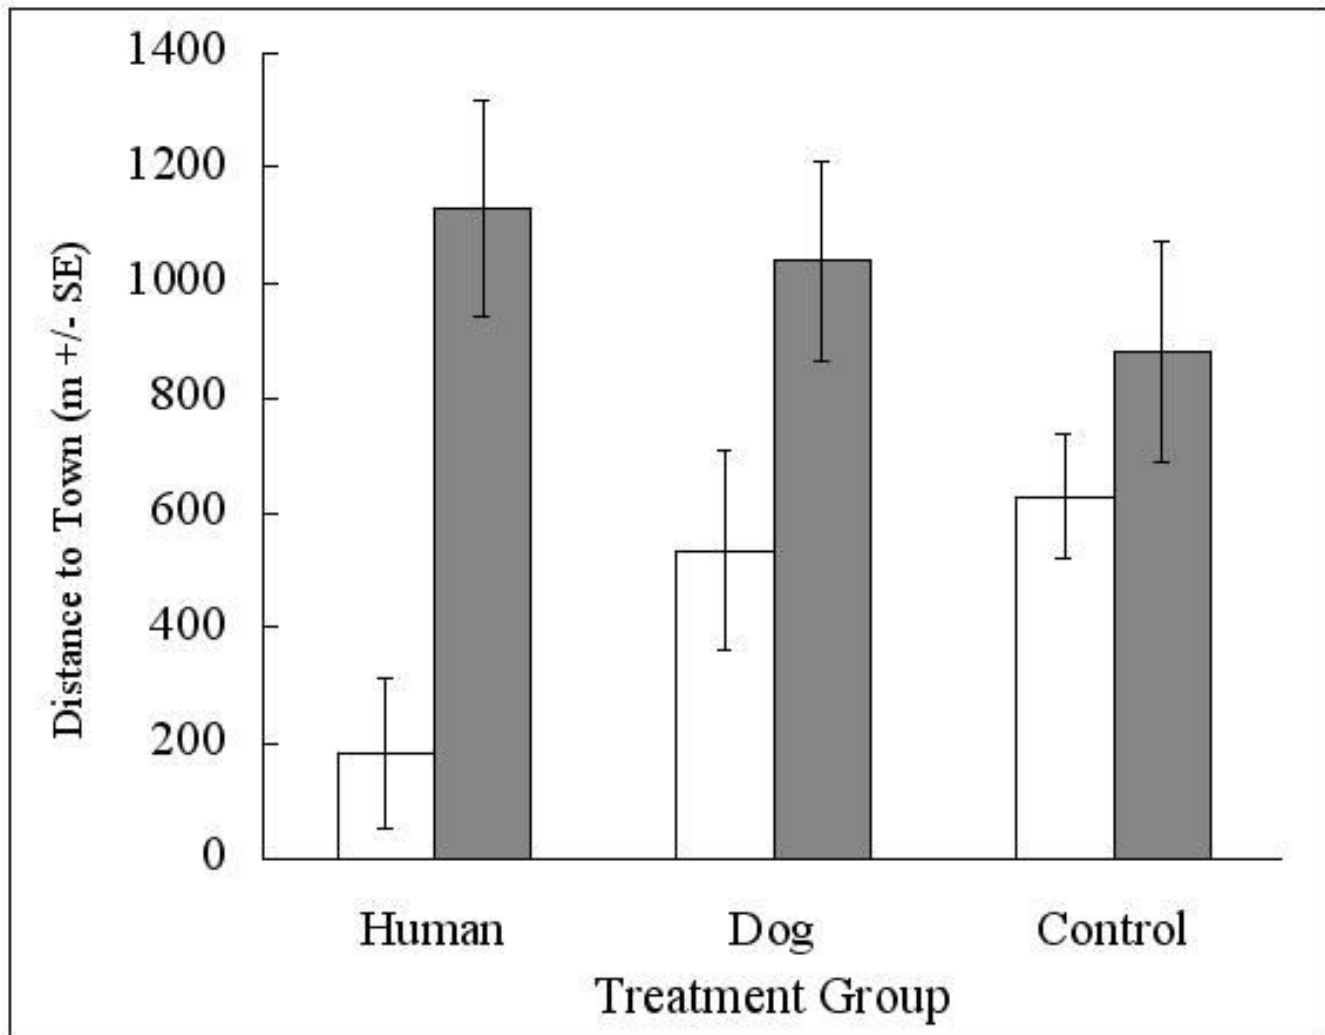 1400
1200
1000
800
600
400
200
0
Distance to Town (m +/- SE)
Human Dog Control
Treatment Group